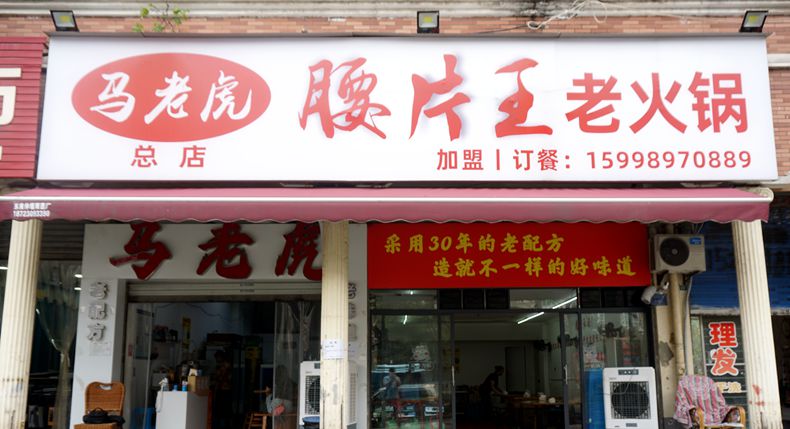 马老虎
总店
腰片王老火锅
加盟丨订餐：15998970889
18723053390
马老虎
采用30年的老配方
造就不一样的好味道
老配方
理发